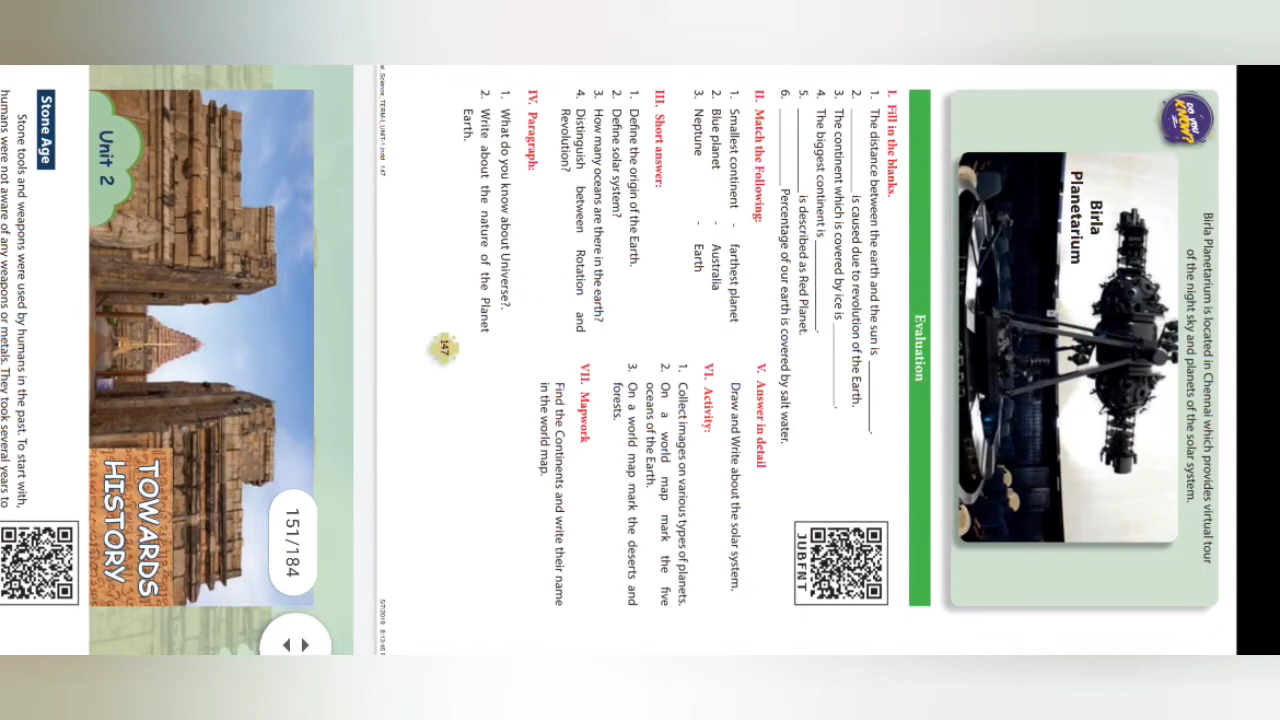 DO YOU
KNOW?
Birla Planetarium is located in Chennai which provides virtual tour
of the night sky and planets of the solar system.
Birla
Planetarium
Evaluation
I. Fill in the blanks.
1. The distance between the earth and the sun is ________.
2. ________ is caused due to revolution of the Earth.
3. The continent which is covered by ice is ________.
4. The biggest continent is ________.
5. ________ is described as Red Planet.
6. ________ Percentage of our earth is covered by salt water.
II. Match the Following:
1. Smallest continent - farthest planet
2. Blue planet - Australia
3. Neptune - Earth
III. Short answer:
1. Define the origin of the Earth.
2. Define solar system?
3. How many oceans are there in the earth?
4. Distinguish between Rotation and
Revolution?
IV. Paragraph:
1. What do you know about Universe?.
2. Write about the nature of the Planet
Earth.
JUBFNT
V. Answer in detail
Draw and Write about the solar system.
VI. Activity:
1. Collect images on various types of planets.
2. On a world map mark the five
oceans of the Earth.
3. On a world map mark the deserts and
forests.
VII. Mapwork
Find the Continents and write their name
in the world map.
147
al_Science_TERM-I_UNIT-1.indd 147
5/7/2019
151/184
Unit 2
TOWARDS
HISTORY
Stone Age
Stone tools and weapons were used by humans in the past. To start with,
humans were not aware of any weapons or metals. They took several years to